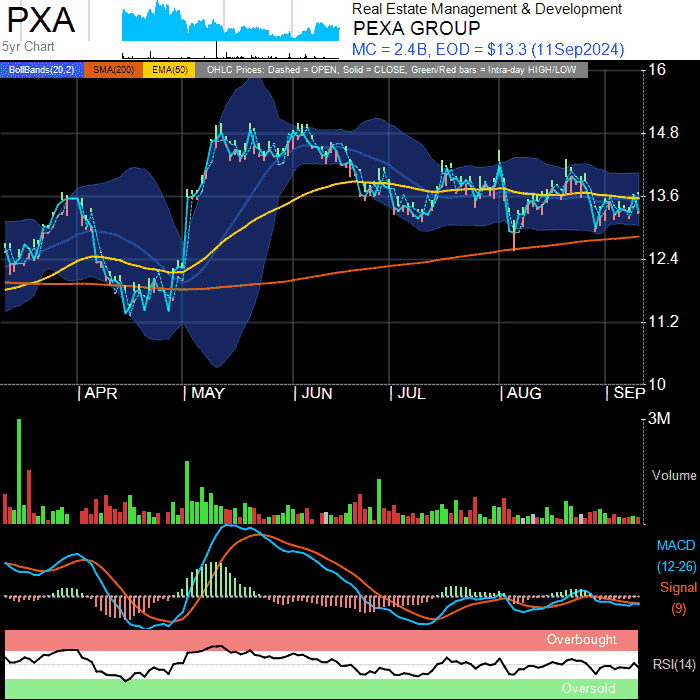 PXA
5yr Chart
Real Estate Management & Development
PEXA GROUP
MC = 2.4B, EOD = $13.3 (11Sep2024)
BollBands(20,2) SMA(200) EMA(50) OHLC Prices: Dashed = OPEN, Solid = CLOSE, Green/Red bars = Intra-day HIGH/LOW
16
14.8
13.6
12.4
11.2
10
APR MAY JUN JUL AUG SEP
3M
Volume
MACD
(12-26)
Signal
(9)
Overbought
RSI(14)
Oversold